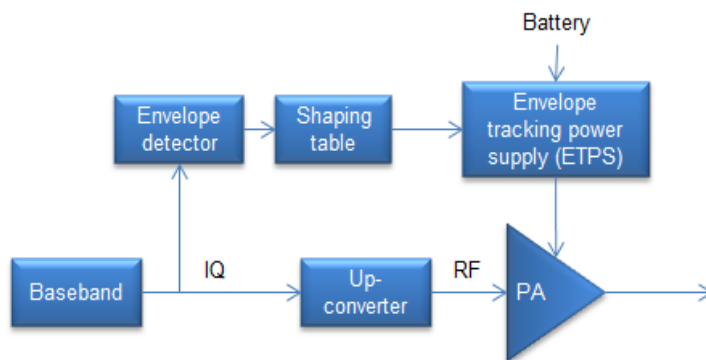 Battery
Envelope
detector
Shaping
table
Envelope
tracking power
supply (ETPS)
Baseband
IQ
Up-
converter
RF
PA